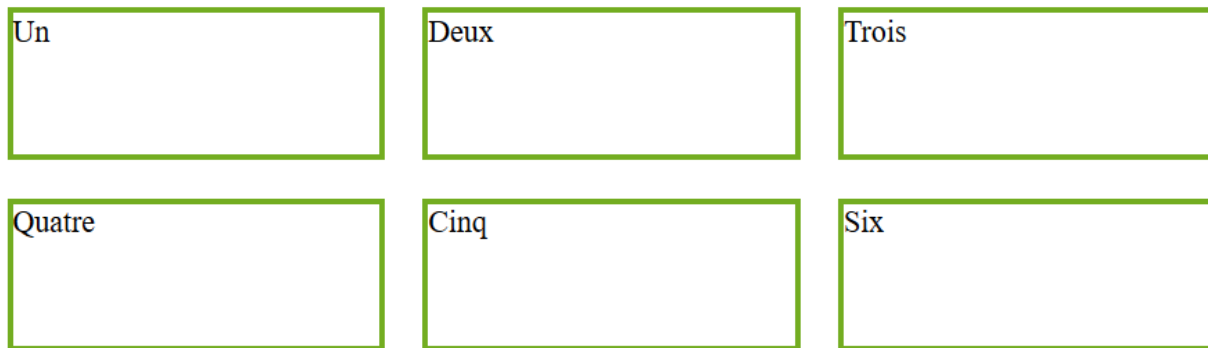 Un
Deux
Trois
Quatre
Cinq
Six